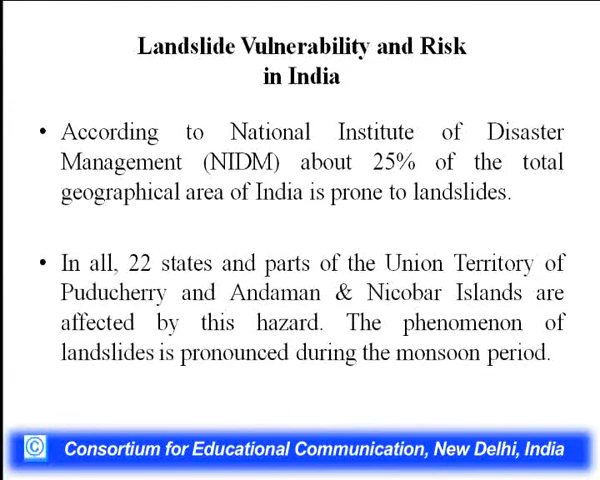 Landslide Vulnerability and Risk
in India
• According to National Institute of Disaster
Management (NIDM) about 25% of the total
geographical area of India is prone to landslides.
• In all, 22 states and parts of the Union Territory of
Puducherry and Andaman & Nicobar Islands are
affected by this hazard. The phenomenon of
landslides is pronounced during the monsoon period.
© Consortium for Educational Communication, New Delhi, India